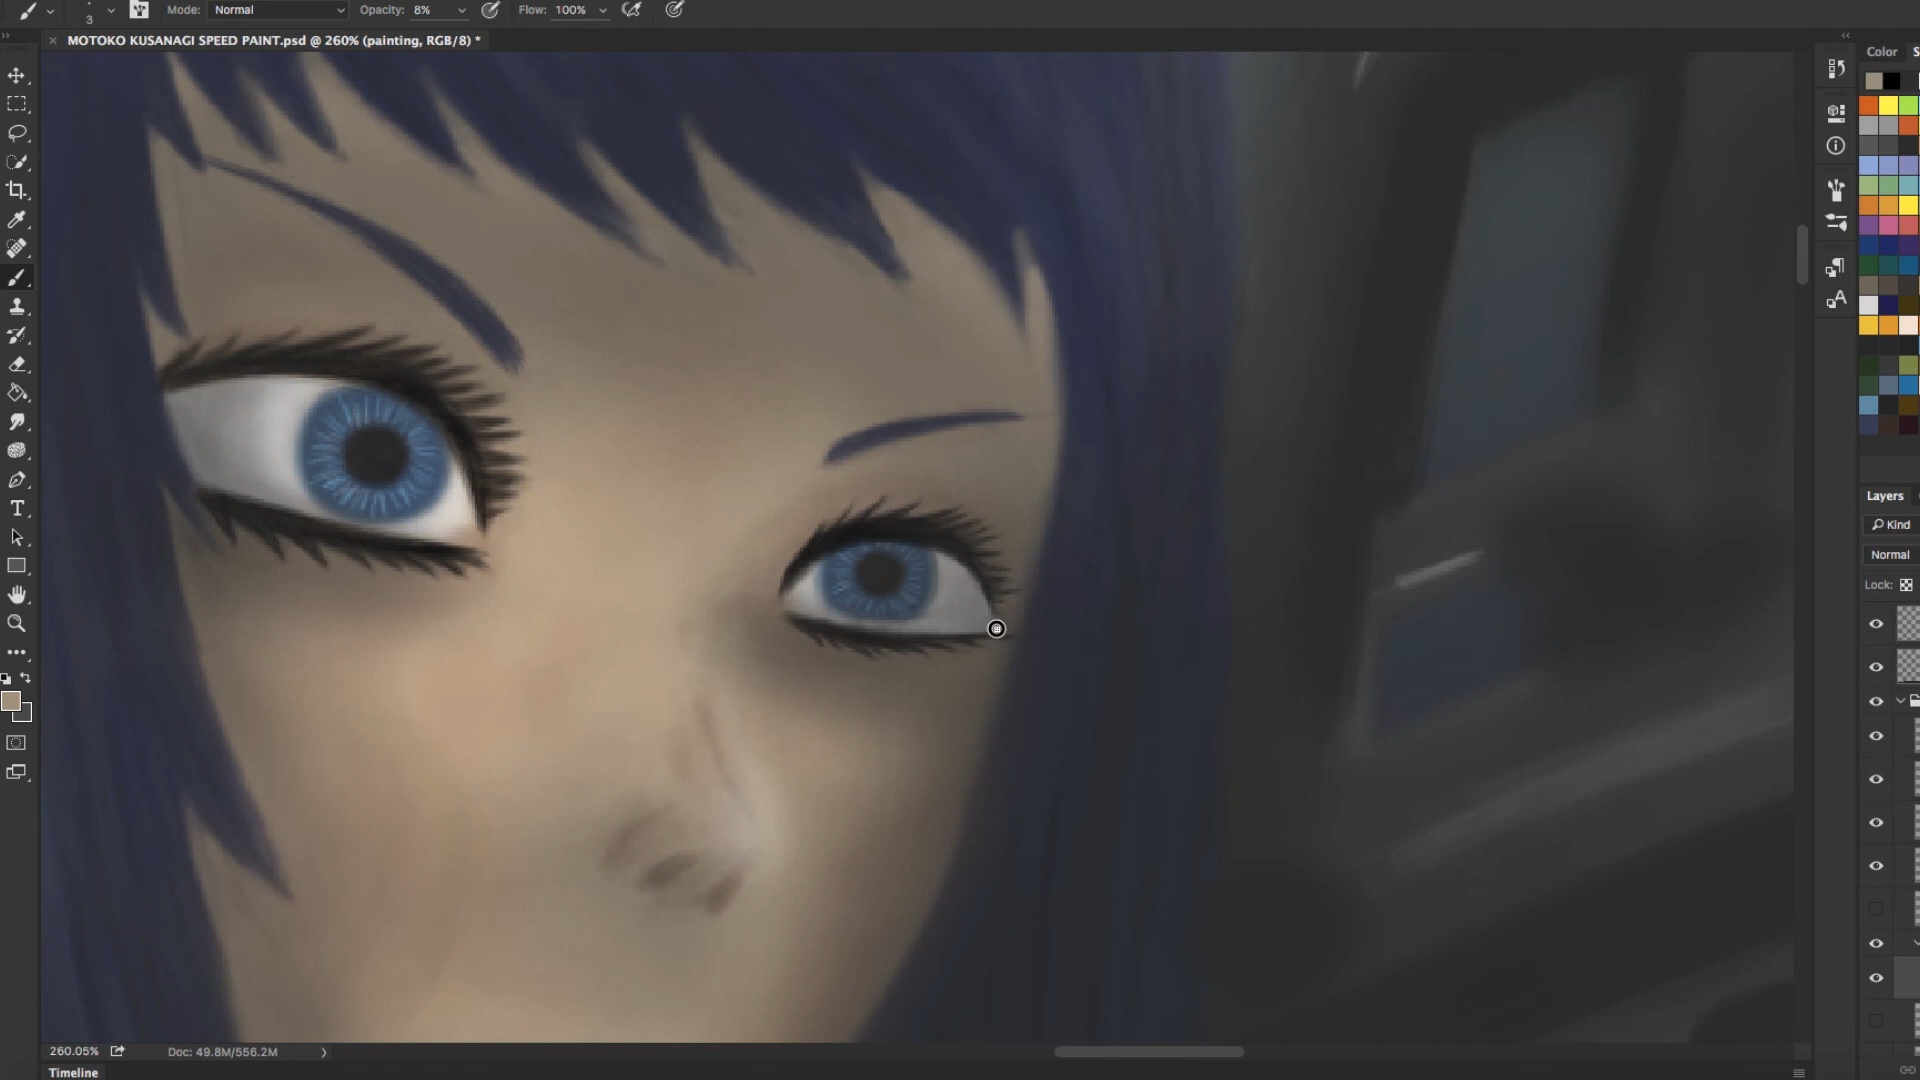 3 Mode: Normal Opacity: 8% Flow: 100%
MOTOKO KUSANAGI SPEED PAINT.psd @ 260% (painting, RGB/8) *
Color
Layers
Kind
Normal
Lock:
260.05% Doc: 49.8M/556.2M
Timeline